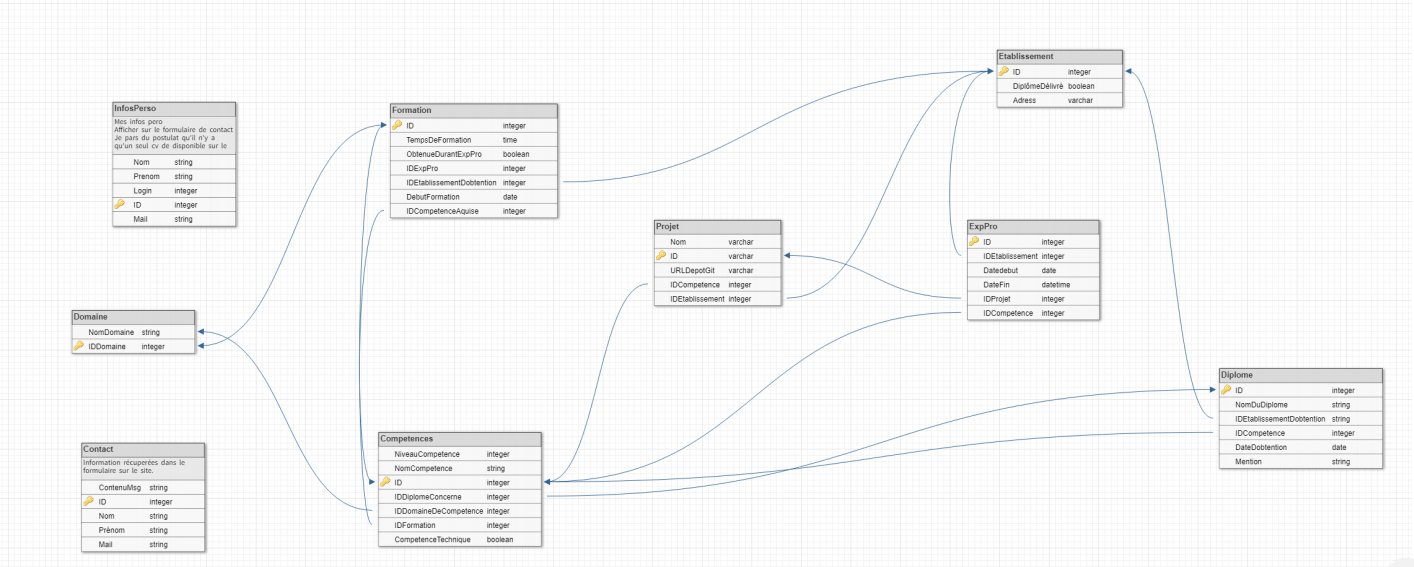 InfosPerso
Mes infos pero
Afficher sur le formulaire de contact
Je pars du postulat qu'il n'y a
qu'un seul cv de disponible sur le
Nom string
Prenom string
Login integer
ID integer
Mail string
Formation
ID integer
TempsDeFormation time
ObtenueDurantExpPro boolean
IDExpPro integer
IDEtablissementDobtention integer
DebutFormation date
IDCompetenceAquise integer
Etablissement
ID integer
DiplômeDélivré boolean
Adress varchar
Projet
Nom varchar
ID varchar
URLDepotGit varchar
IDCompetence integer
IDEtablissement integer
ExpPro
ID integer
IDEtablissement integer
Datedebut date
DateFin datetime
IDProjet integer
IDCompetence integer
Domaine
NomDomaine string
IDDomaine integer
Diplome
ID integer
NomDuDiplome string
IDEtablissementDobtention string
IDCompetence integer
DateDobtention date
Mention string
Contact
Information récuperées dans le
formulaire sur le site.
ContenuMsg string
ID integer
Nom string
Prénom string
Mail string
Competences
NiveauCompetence integer
NomCompetence string
ID integer
IDDiplomeConcerne integer
IDDomaineDeCompetence integer
IDFormation integer
CompetenceTechnique boolean